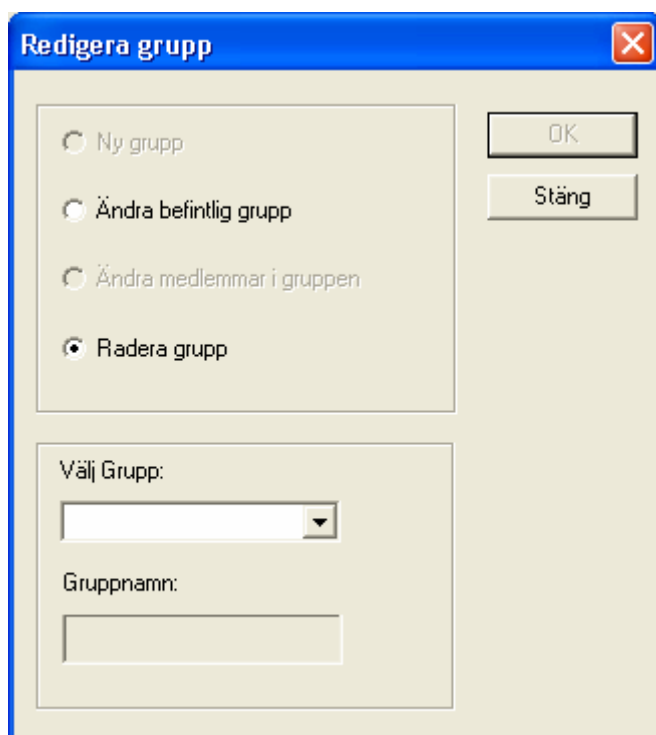 Redigera grupp
Ny grupp
OK
Ändra befintlig grupp
Stäng
Ändra medlemmar i gruppen
Radera grupp
Välj Grupp:
Gruppnamn: